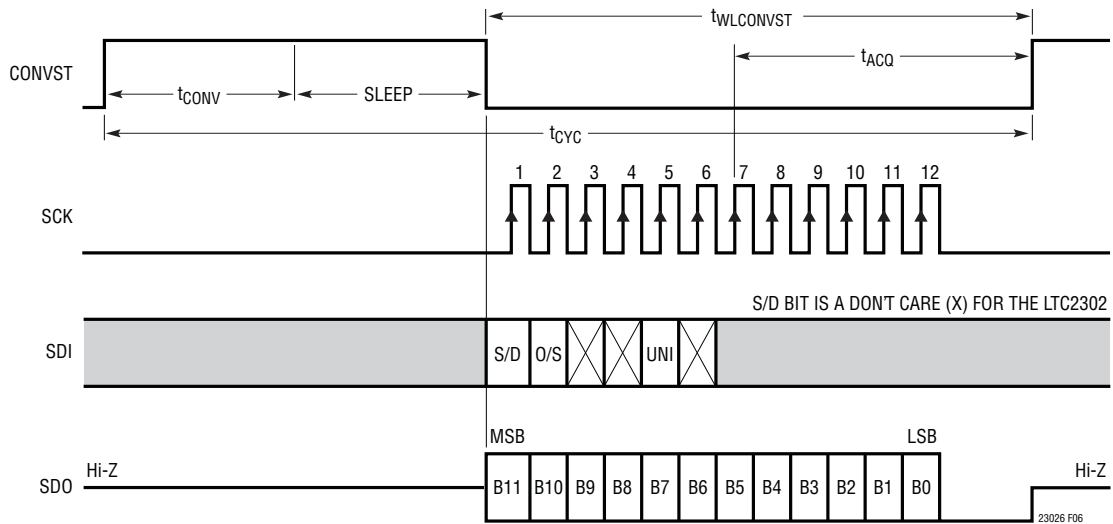 tWLCONVST
CONVST
tACQ
tCONV
SLEEP
tCYC
1 2 3 4 5 6 7 8 9 10 11 12
SCK
S/D BIT IS A DON'T CARE (X) FOR THE LTC2302
SDI
S/D O/S UNI
MSB LSB
Hi-Z Hi-Z
SDO
B11 B10 B9 B8 B7 B6 B5 B4 B3 B2 B1 B0
23026 F06